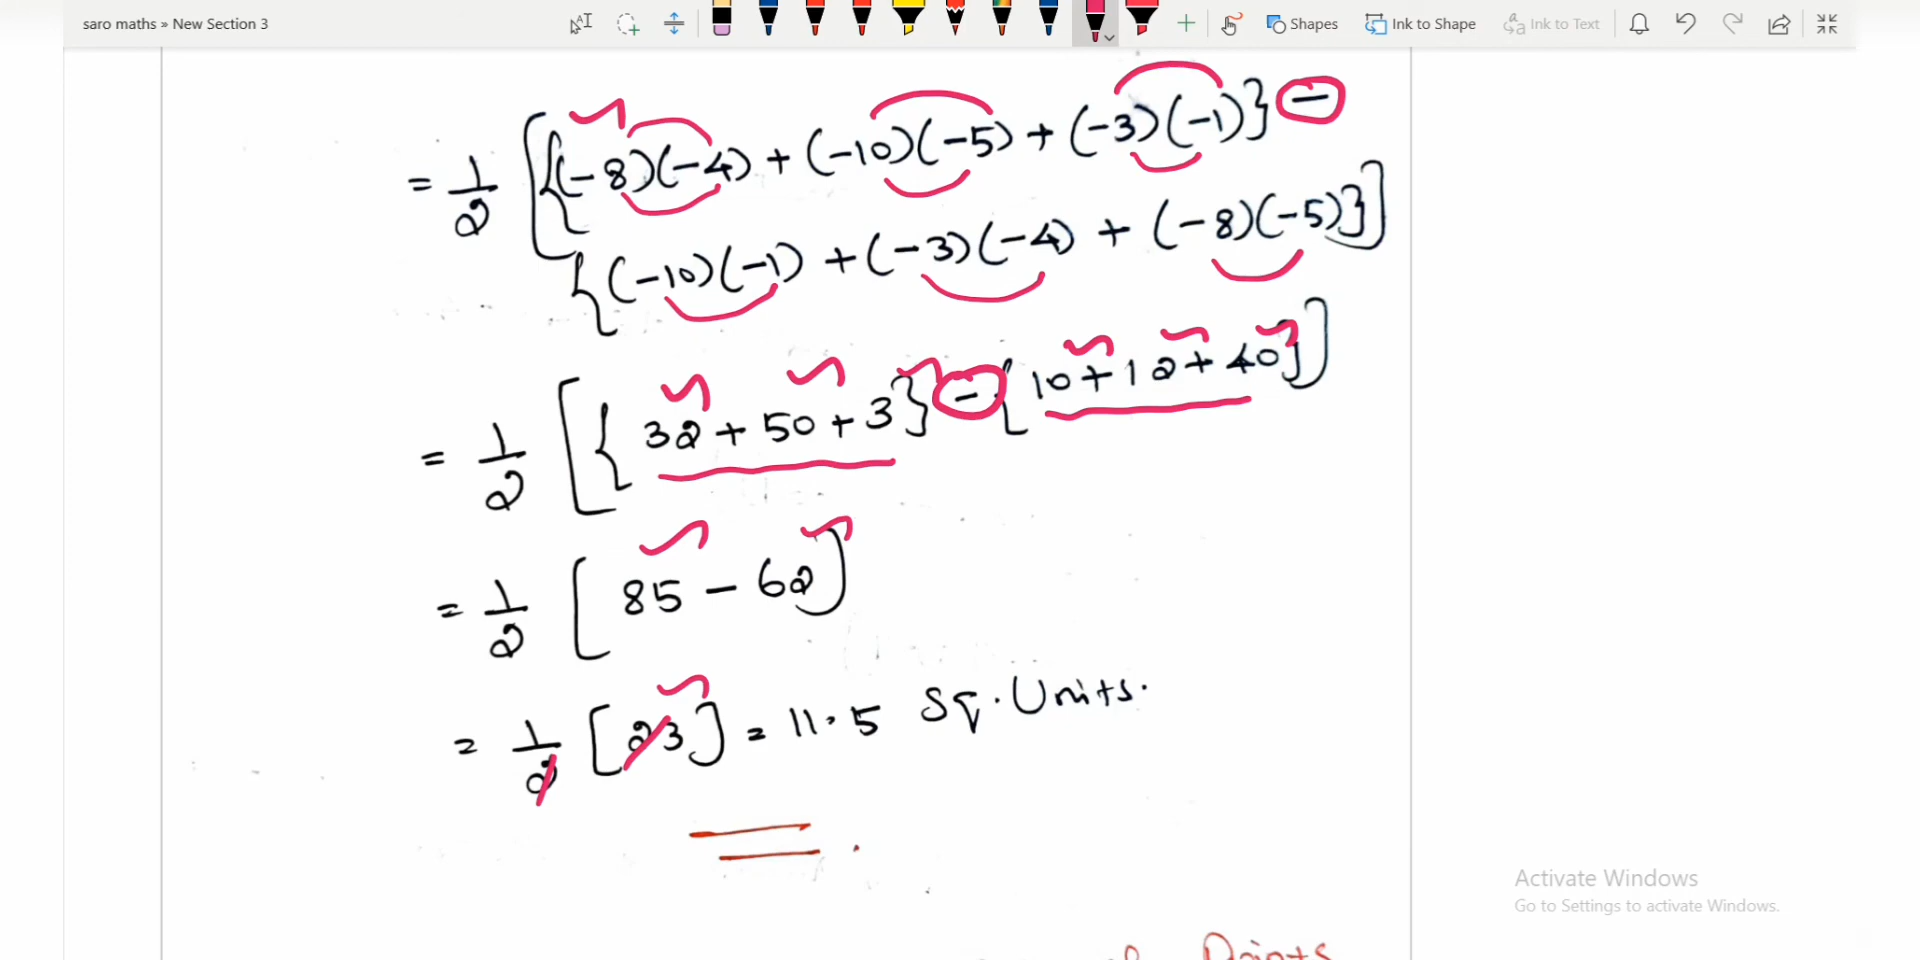 saro maths » New Section 3
Shapes
Ink to Shape
Ink to Text
= 1/2 [{(-8)(-4) + (-10)(-5) + (-3)(-1)} -
{(-10)(-1) + (-3)(-4) + (-8)(-5)}]
= 1/2 [{32 + 50 + 3} - {10 + 12 + 40}]
= 1/2 [85 - 62]
= 1/2 [23] = 11.5 Sq. Units.
Points
Activate Windows
Go to Settings to activate Windows.